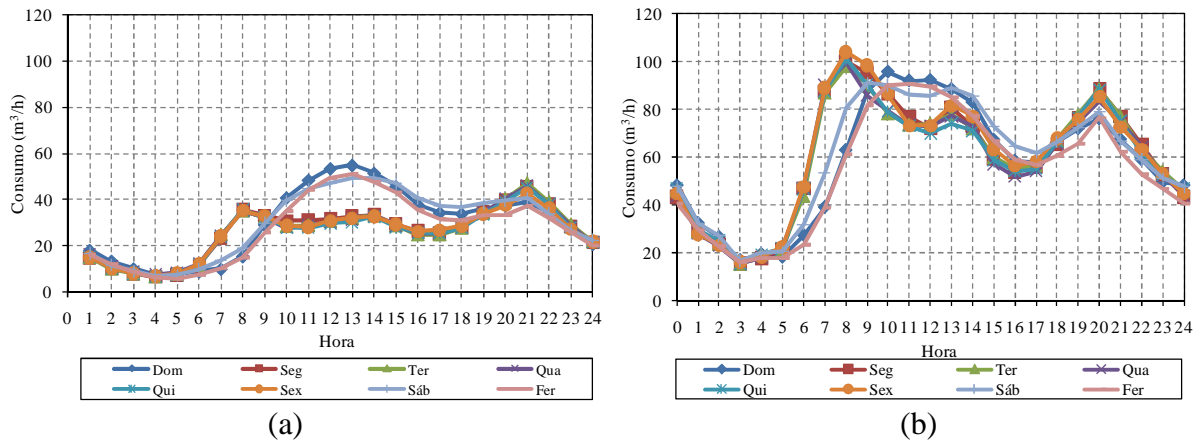 120
100
80
60
40
20
0
Consumo (m³/h)
0 1 2 3 4 5 6 7 8 9 10 11 12 13 14 15 16 17 18 19 20 21 22 23 24
Hora
Dom Seg Ter Qua
Qui Sex Sáb Fer
(a)
120
100
80
60
40
20
0
Consumo (m³/h)
0 1 2 3 4 5 6 7 8 9 10 11 12 13 14 15 16 17 18 19 20 21 22 23 24
Hora
Dom Seg Ter Qua
Qui Sex Sáb Fer
(b)